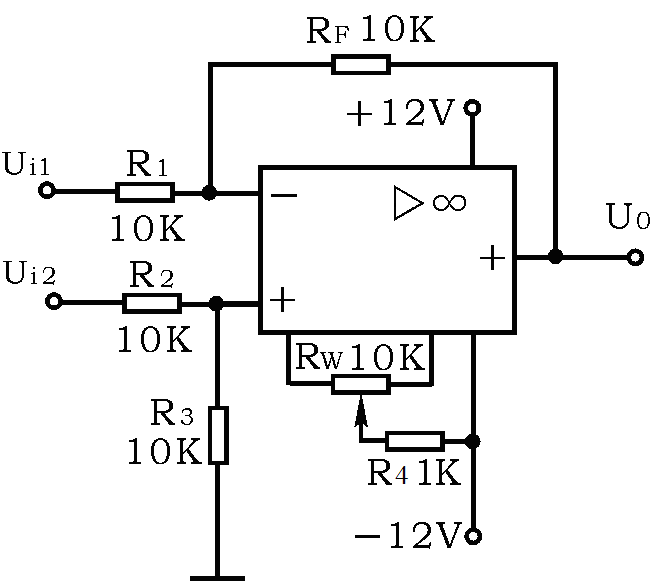 RF 10K
+12V
Ui1
R1
10K
−
▷∞
+
U0
Ui2
R2
10K
+
RW 10K
R3
10K
R4 1K
−12V